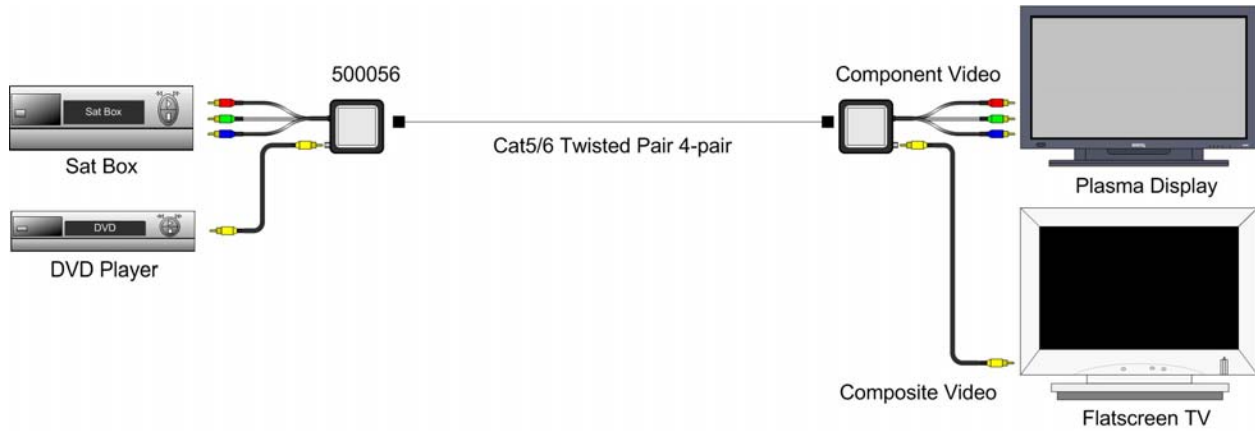 500056
Component Video
Sat Box
Cat5/6 Twisted Pair 4-pair
Sat Box
Plasma Display
DVD
DVD Player
Composite Video
Flatscreen TV